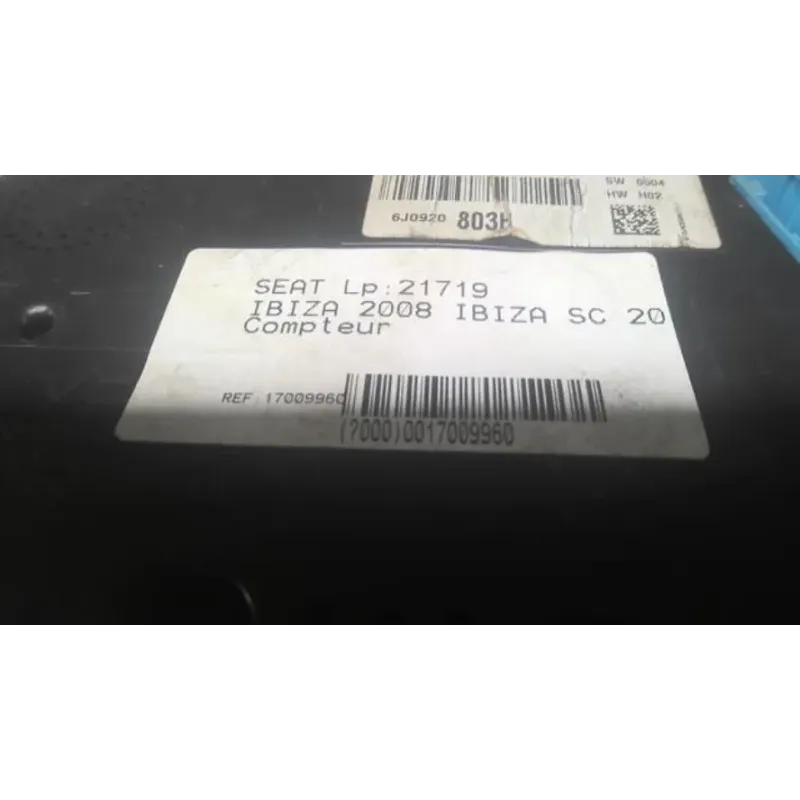 SW 0504
HW H02
6J0920 803H
SEAT Lp:21719
IBIZA 2008 IBIZA SC 20
Compteur
REF 17009960
(?000)0017009960